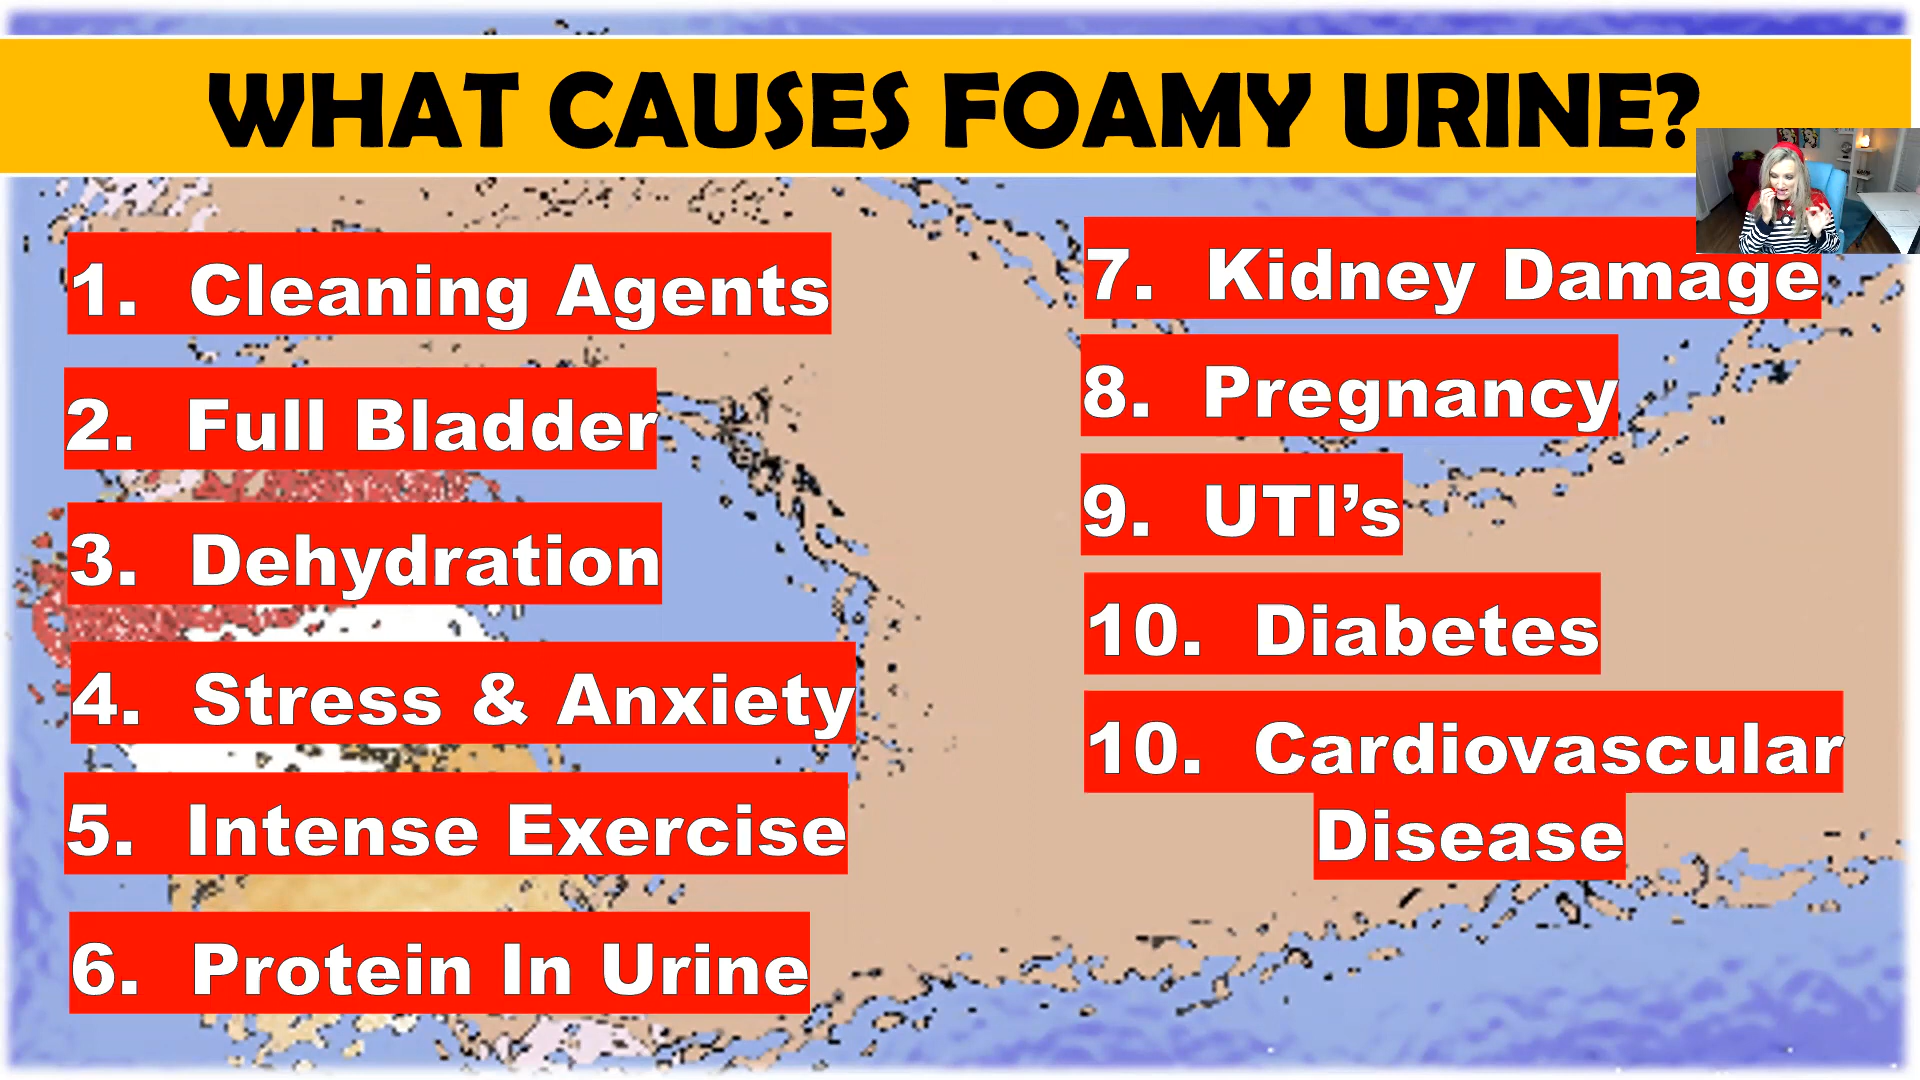 WHAT CAUSES FOAMY URINE?
1. Cleaning Agents
2. Full Bladder
3. Dehydration
4. Stress & Anxiety
5. Intense Exercise
6. Protein In Urine
7. Kidney Damage
8. Pregnancy
9. UTI’s
10. Diabetes
10. Cardiovascular
Disease